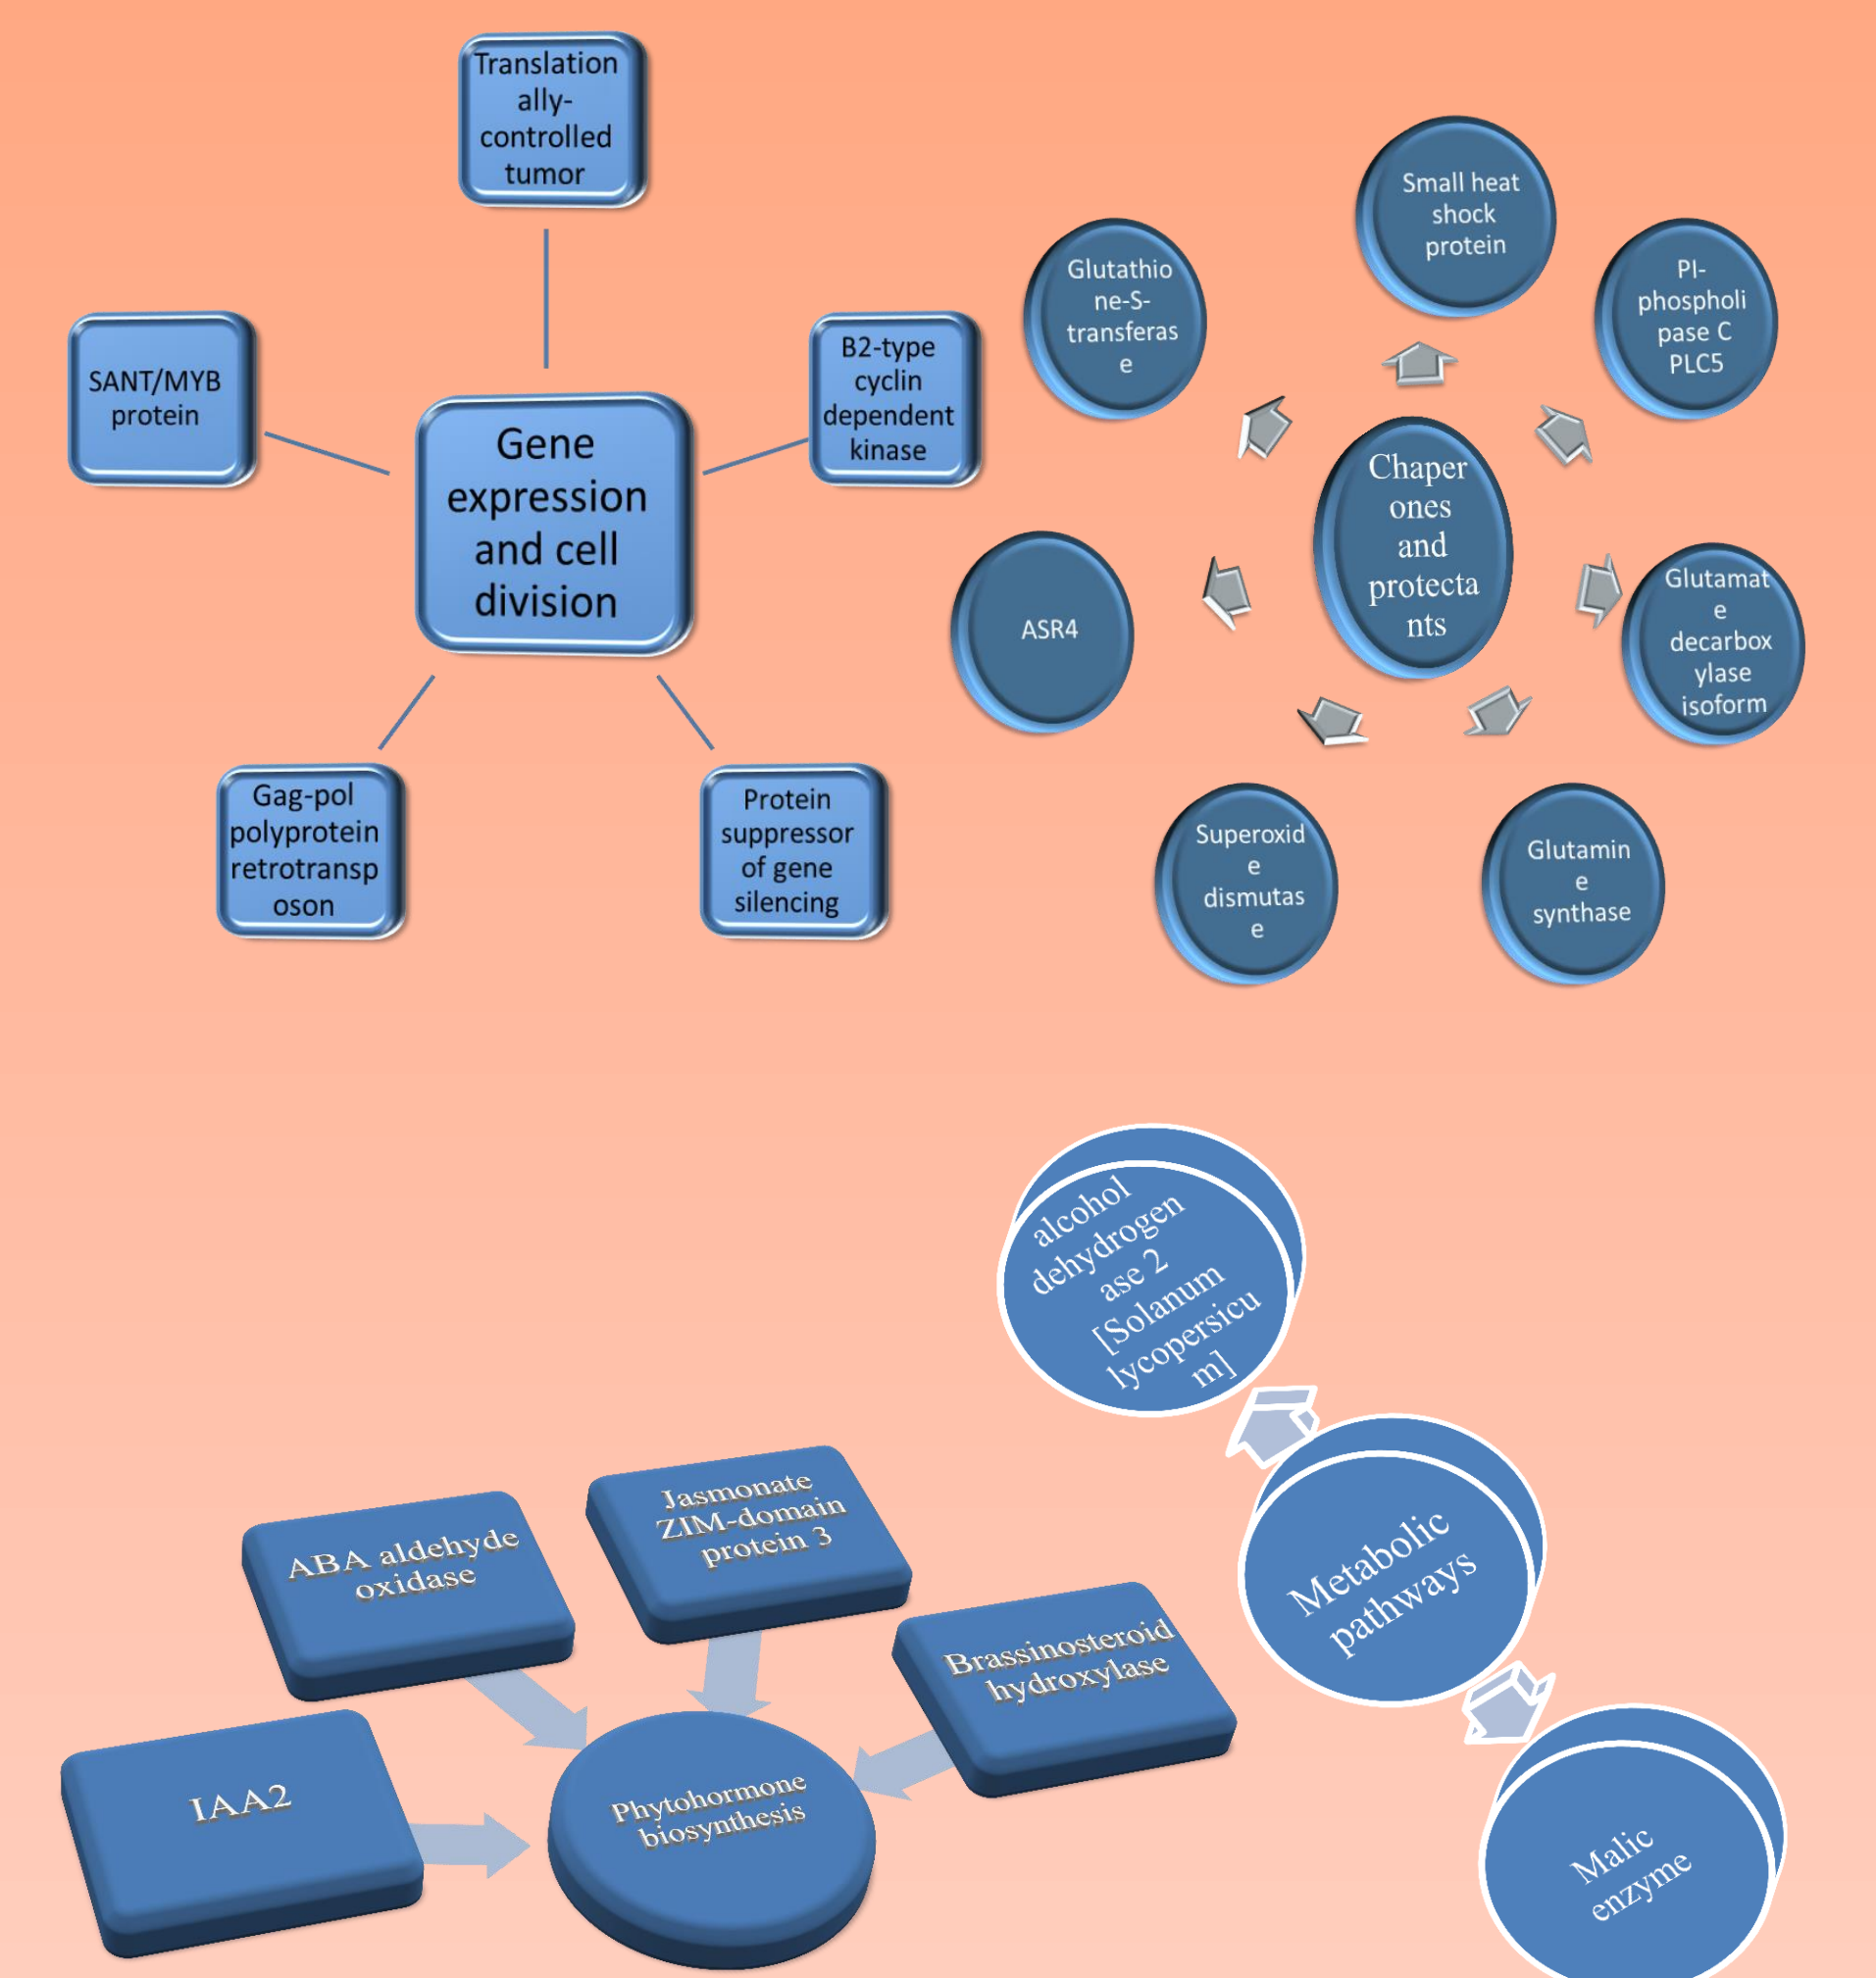 Translation
ally-
controlled
tumor
SANT/MYB
protein
B2-type
cyclin
dependent
kinase
Gene
expression
and cell
division
Gag-pol
polyprotein
retrotransp
oson
Protein
suppressor
of gene
silencing
Small heat
shock
protein
Glutathio
ne-S-
transferas
e
PI-
phospholi
pase C
PLC5
Chaper
ones
and
protecta
nts
ASR4
Glutamat
e
decarbox
ylase
isoform
Superoxid
e
dismutas
e
Glutamin
e
synthase
alcohol
dehydrogen
ase 2
[Solanum
lycopersicu
m]
Metabolic
pathways
Malic
enzyme
ABA aldehyde
oxidase
Jasmonate
ZIM-domain
protein 3
Brassinosteroid
hydroxylase
IAA2
Phytohormone
biosynthesis